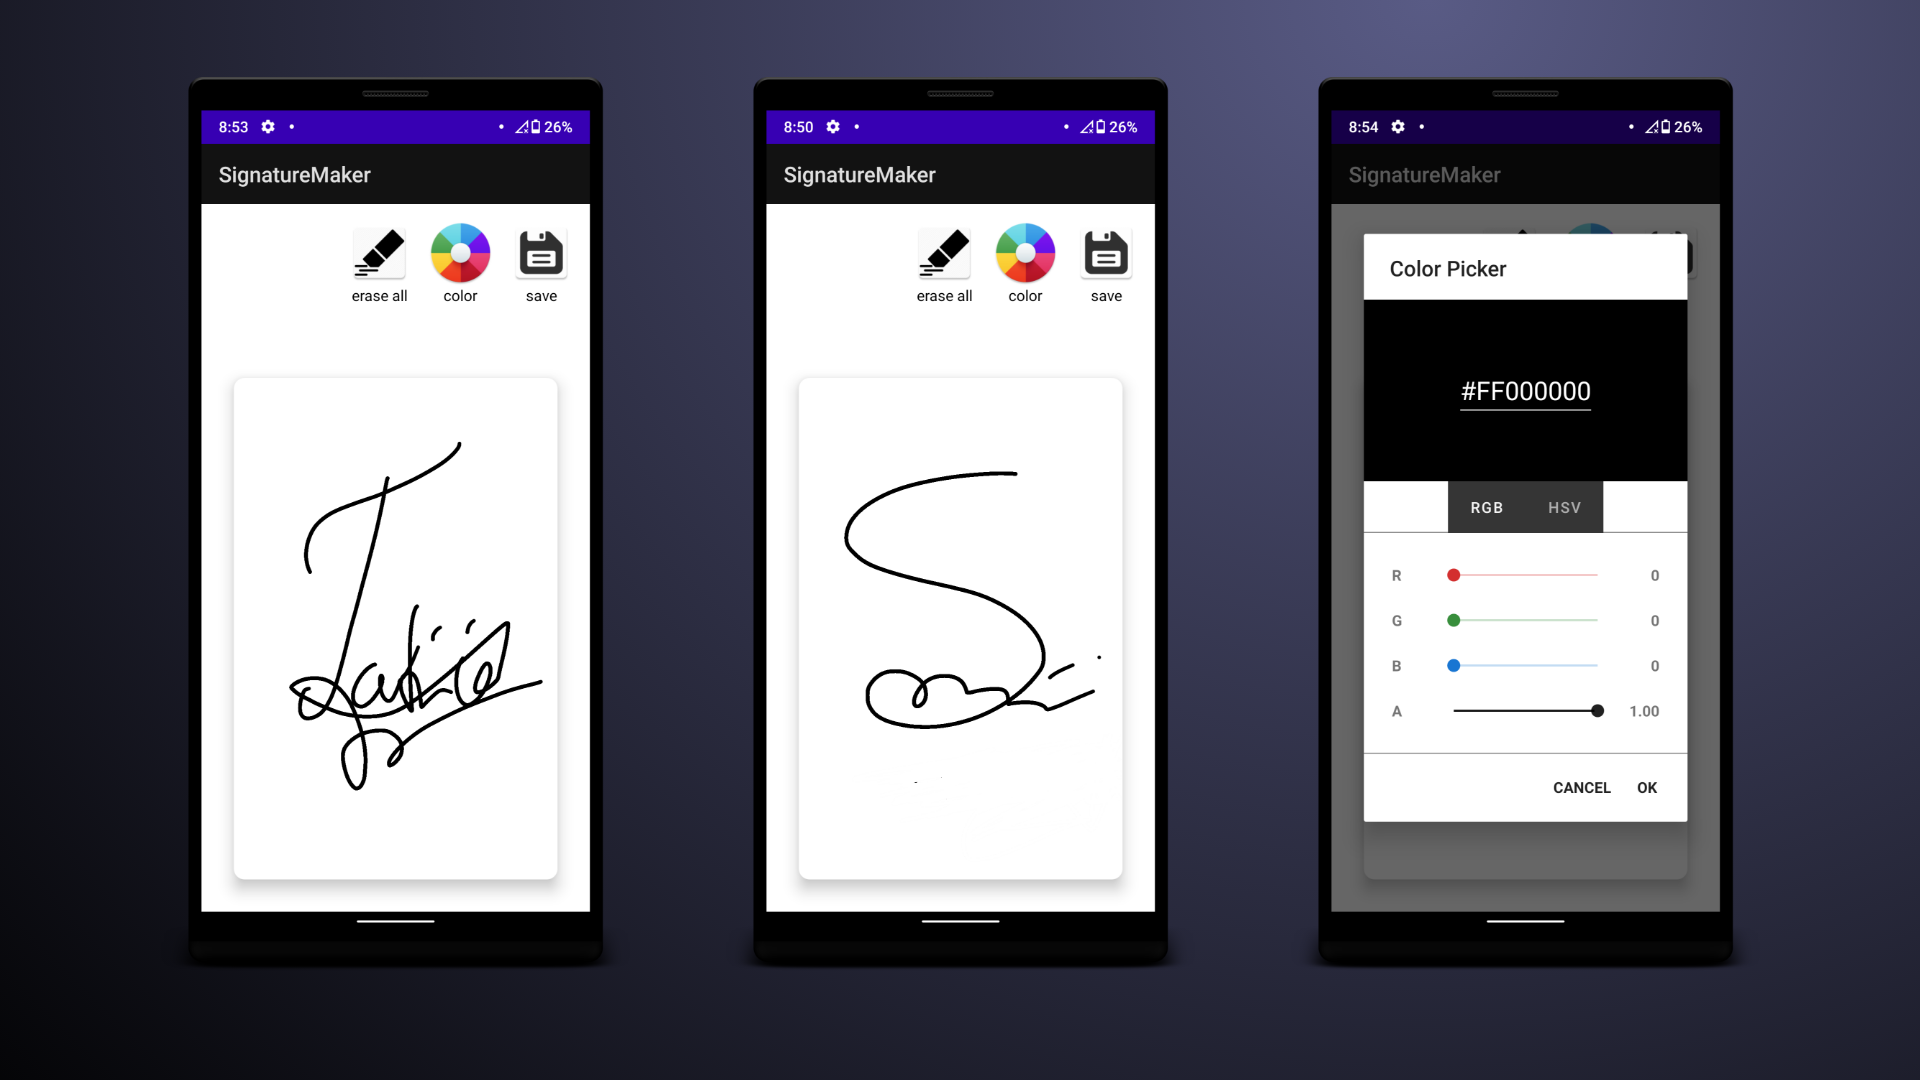 8:53 26%
SignatureMaker
erase all color save
8:50 26%
SignatureMaker
erase all color save
8:54 26%
SignatureMaker
Color Picker
#FF000000
RGB HSV
R 0
G 0
B 0
A 1.00
CANCEL OK